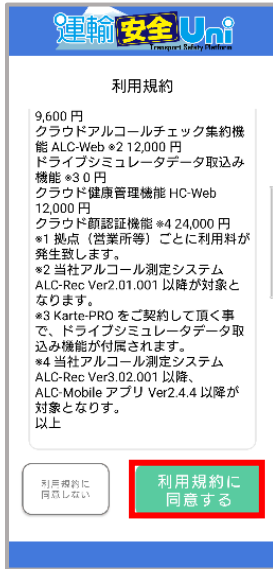 運輸安全Uni
Transport Safety Platform
利用規約
9,600 円
クラウドアルコールチェック集約機
能 ALC-Web ※2 12,000 円
ドライブシミュレータデータ取込み
機能 ※3 0 円
クラウド健康管理機能 HC-Web
12,000 円
クラウド顔認証機能 ※4 24,000 円
※1 拠点（営業所等）ごとに利用料が
発生致します。
※2 当社アルコール測定システム
ALC-Rec Ver2.01.001 以降が対象と
なります。
※3 Karte-PRO をご契約して頂く事
で、ドライブシミュレータデータ取
込み機能が付属されます。
※4 当社アルコール測定システム
ALC-Rec Ver3.02.001 以降、
ALC-Mobile アプリ Ver2.4.4 以降が
対象となりす。
以上
利用規約に
同意しない
利用規約に
同意する